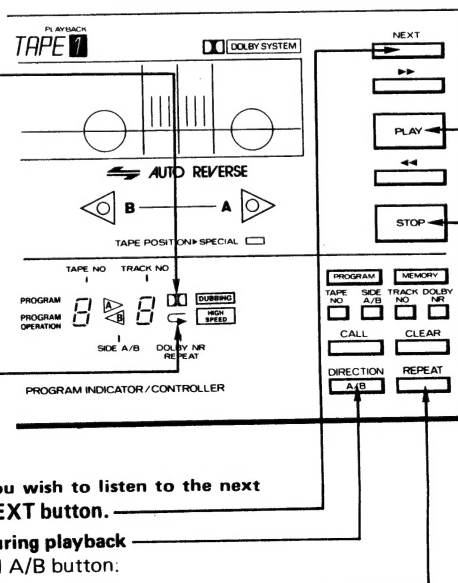 PLAYBACK
TAPE 1
DOLBY SYSTEM
NEXT
▶▶
PLAY
◀◀
STOP
AUTO REVERSE
B A
TAPE POSITION▶SPECIAL
TAPE NO TRACK NO
PROGRAM
PROGRAM OPERATION
8 A B 8
DUBBING
HIGH SPEED
SIDE A/B
DOLBY NR
REPEAT
PROGRAM INDICATOR/CONTROLLER
PROGRAM MEMORY
TAPE NO SIDE A/B TRACK NO DOLBY NR
CALL CLEAR
DIRECTION REPEAT
A/B
ou wish to listen to the next
EXT button.
uring playback
A/B button: